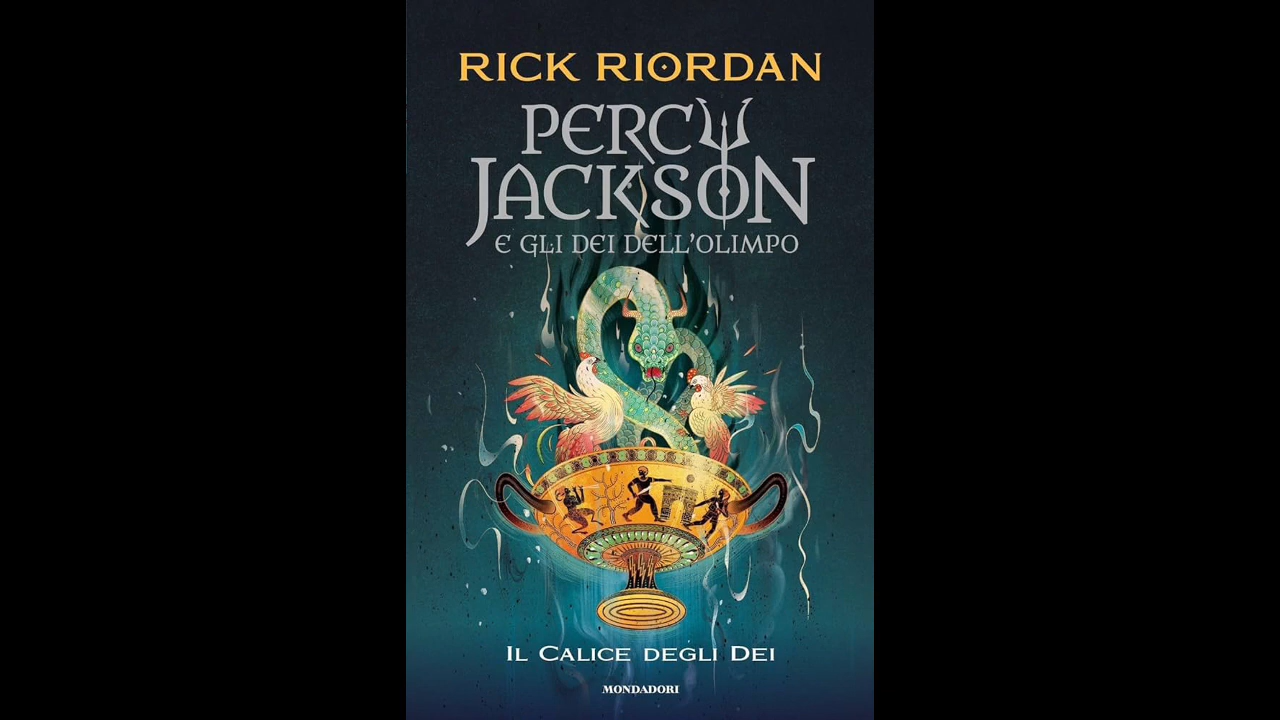 RICK RIORDAN
PERCY
JACKSON
E GLI DEI DELL'OLIMPO
IL CALICE DEGLI DEI
MONDADORI